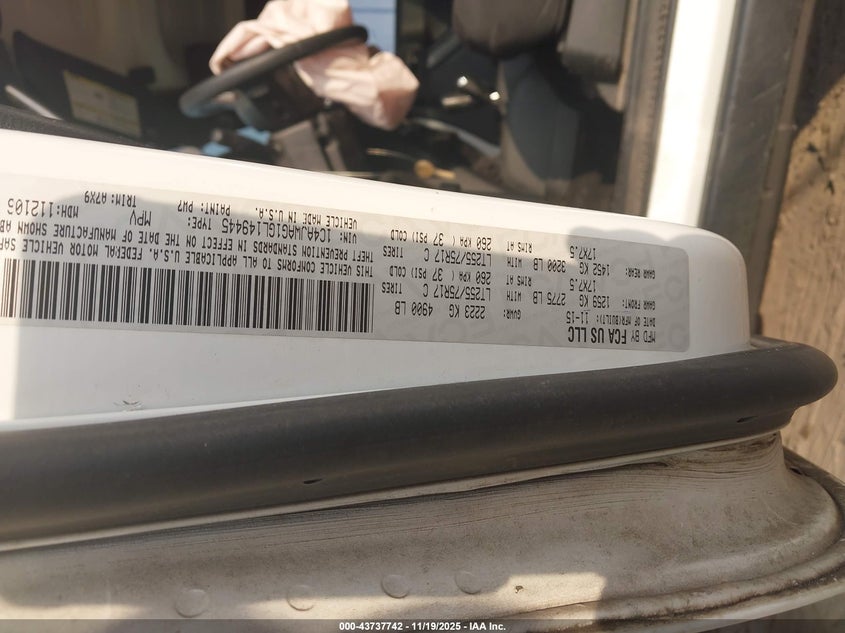 MFD BY FCA US LLC
DATE OF MFR(BUILT): 11-15 GVWR: 2223 KG 4900 LB
GAWR FRONT: 1259 KG 2775 LB WITH LT255/75R17 C TIRES
17X7.5 RIMS AT 260 KPA ( 37 PSI) COLD
GAWR REAR: 1452 KG 3200 LB WITH LT255/75R17 C TIRES
17X7.5 RIMS AT 260 KPA ( 37 PSI) COLD
THIS VEHICLE CONFORMS TO ALL APPLICABLE U.S.A. FEDERAL MOTOR VEHICLE SAF
THEFT PREVENTION STANDARDS IN EFFECT ON THE DATE OF MANUFACTURE SHOWN AB
VIN: 1C4AJWAG1GL149445 TYPE: MPV MDH: 112105
VEHICLE MADE IN U.S.A. PAINT: PW7 TRIM: A7X9
000-43737742 - 11/19/2025 - IAA Inc.